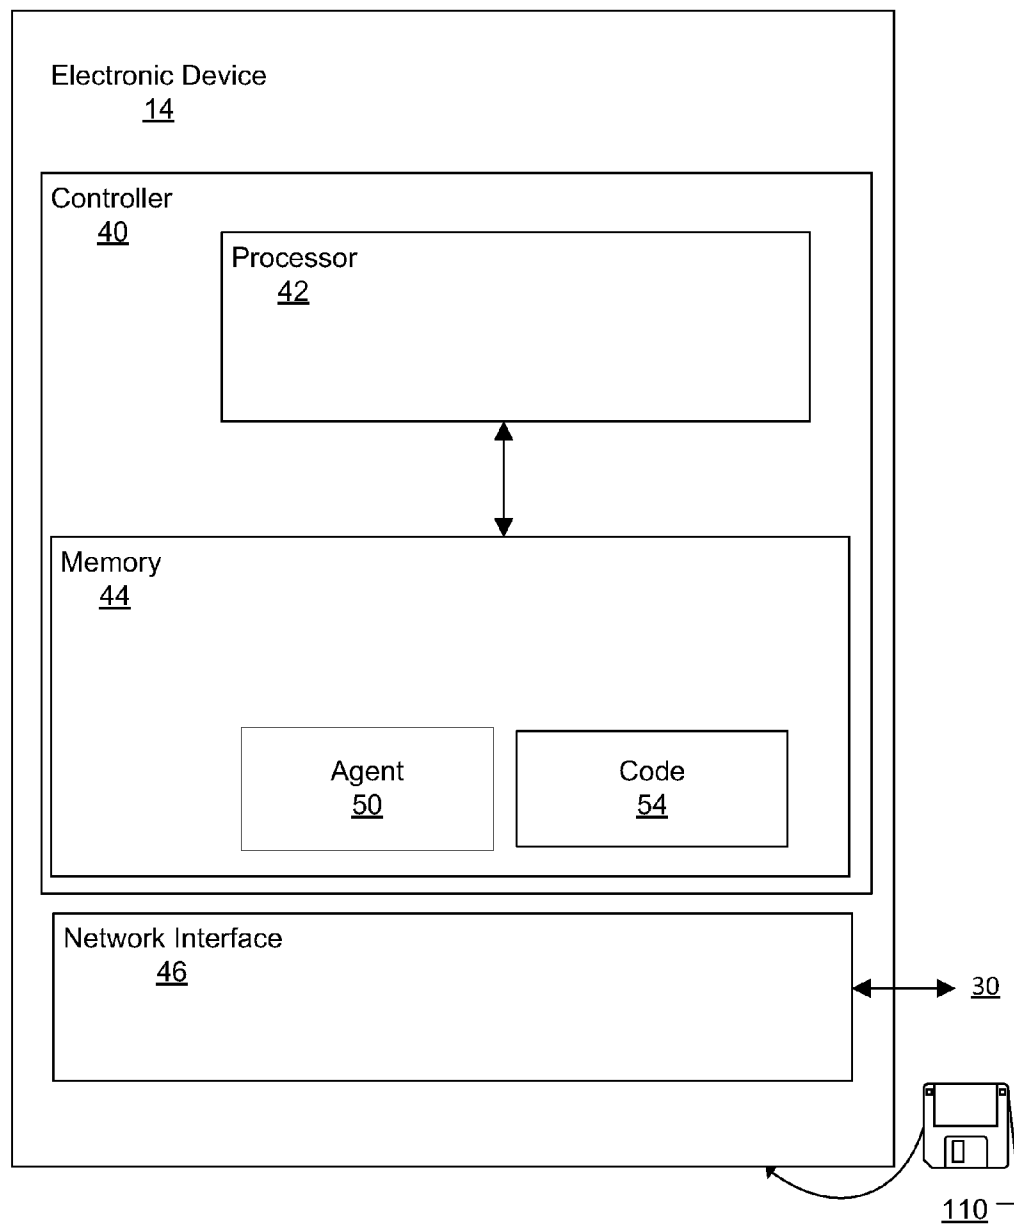 Electronic Device
14
Controller
40
Processor
42
Memory
44
Agent
50
Code
54
Network Interface
46
30
110